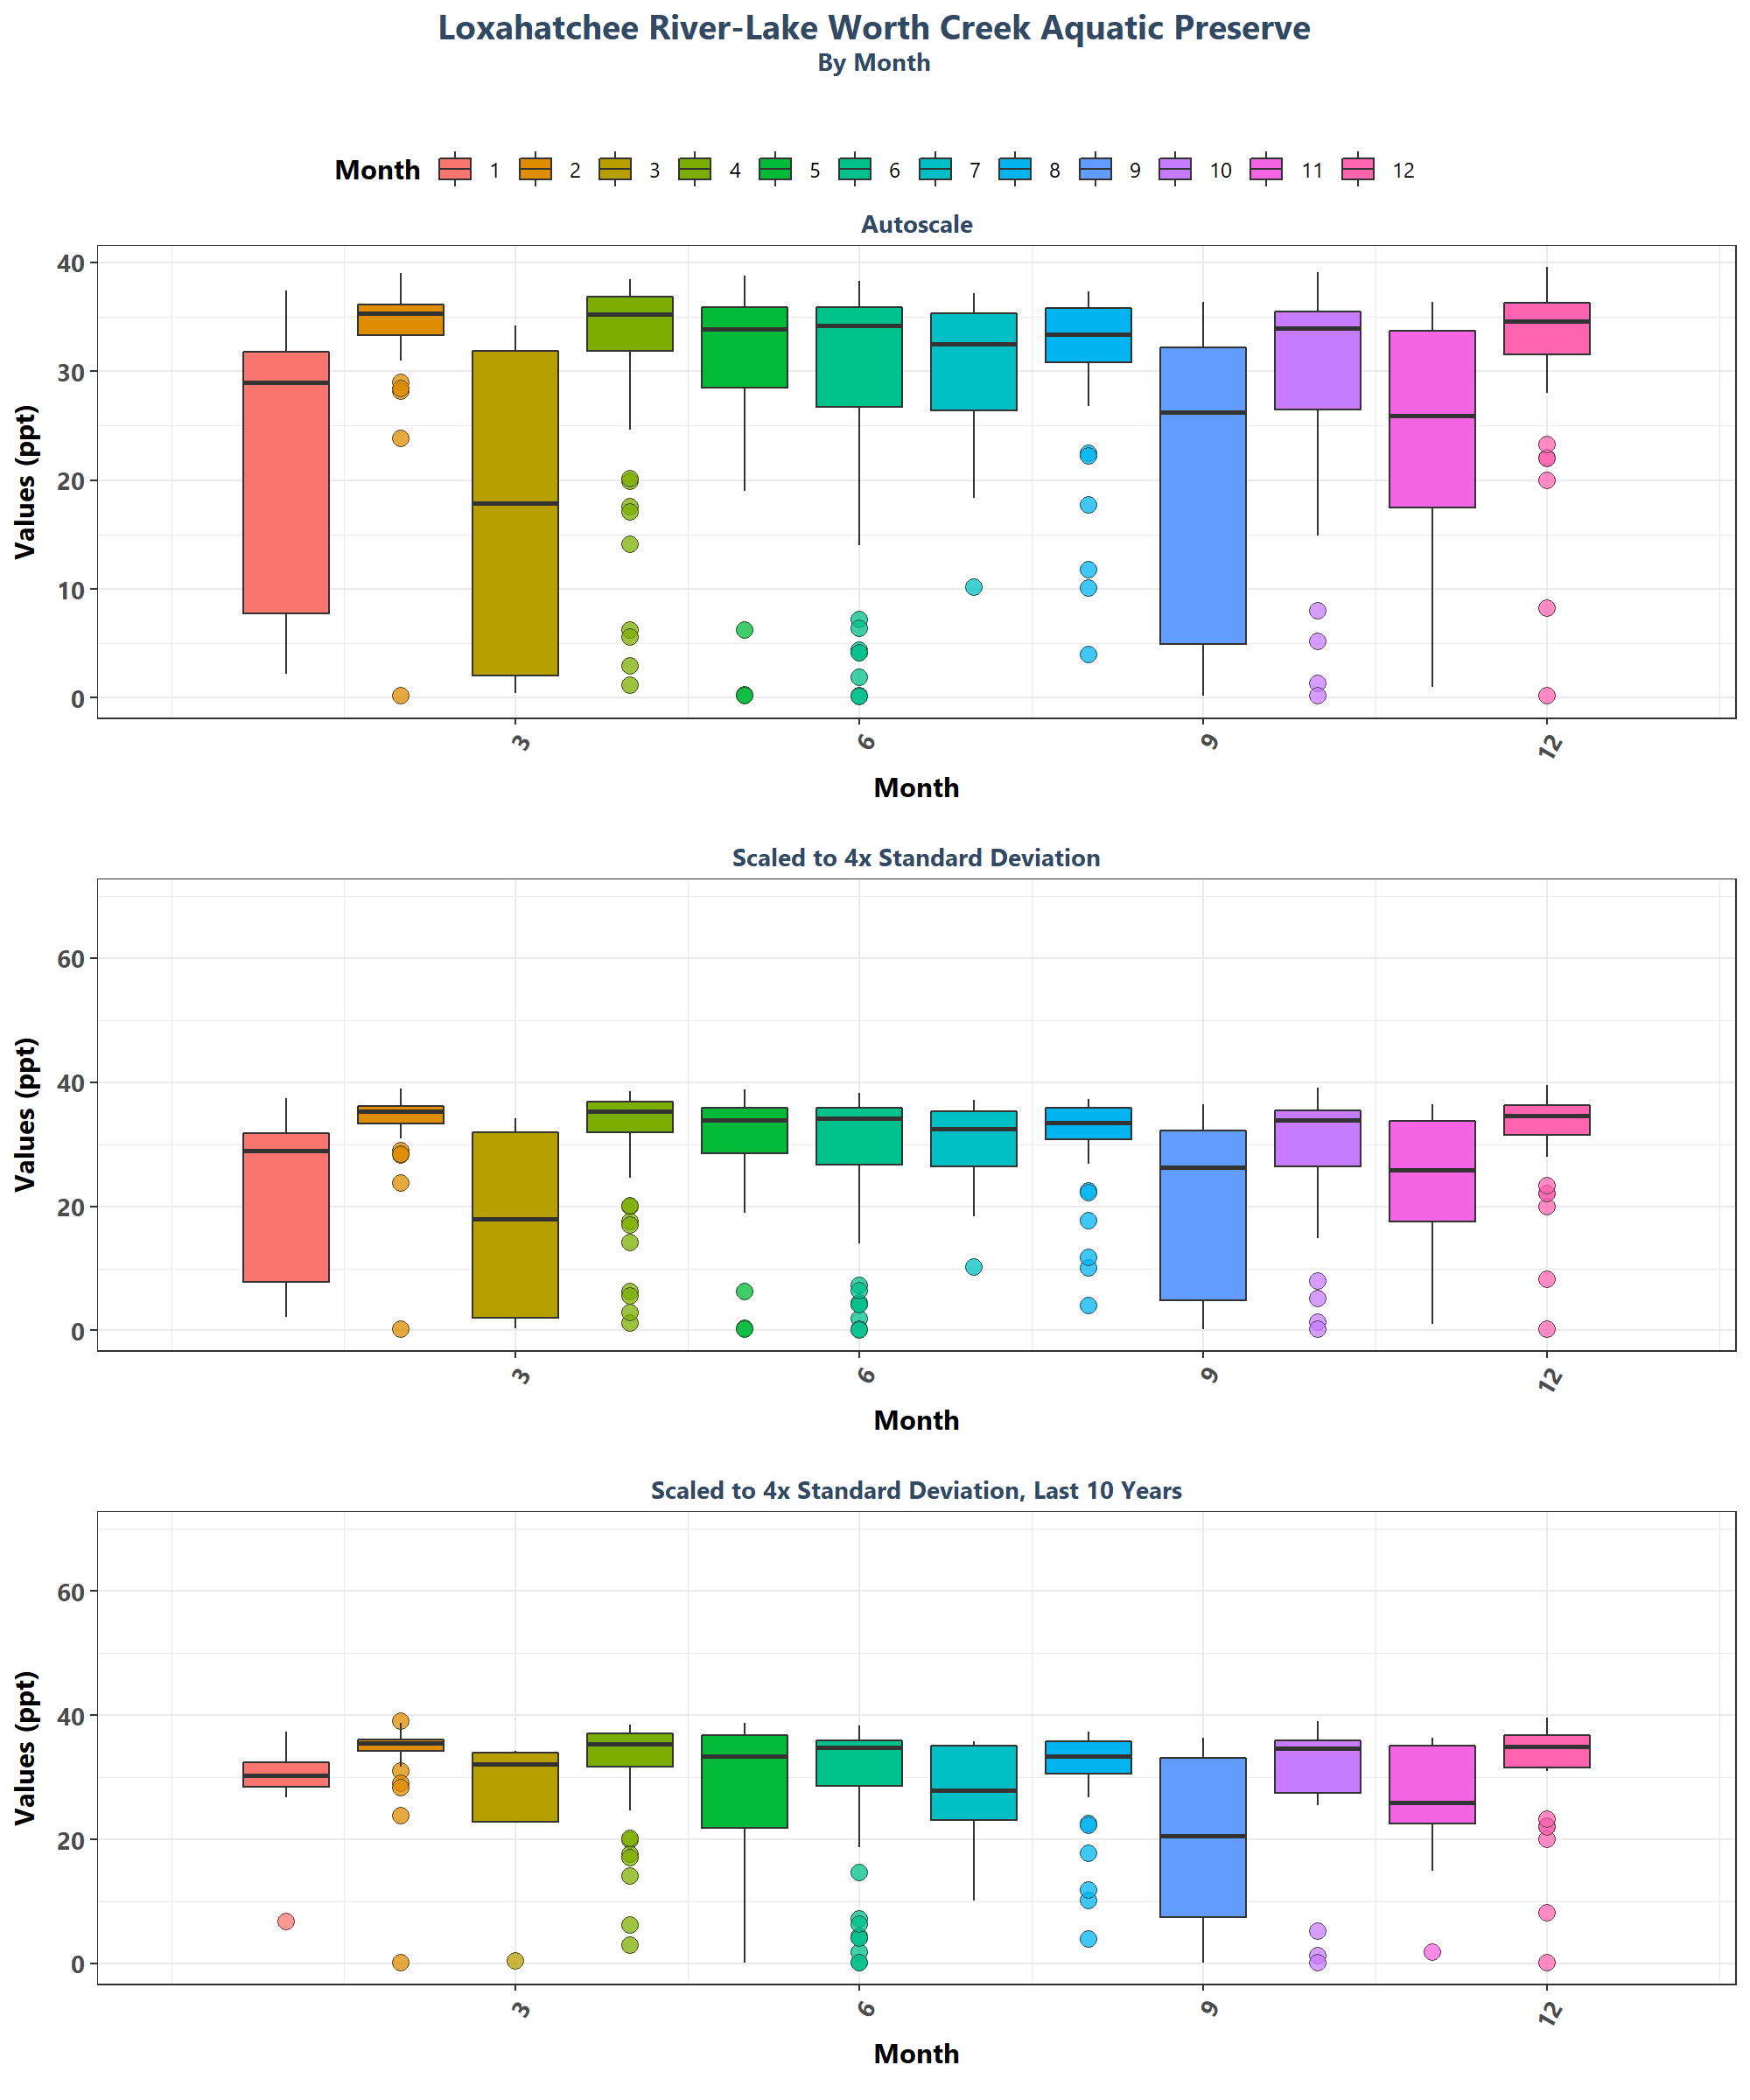 Loxahatchee River-Lake Worth Creek Aquatic Preserve
By Month
Month 1 2 3 4 5 6 7 8 9 10 11 12
Autoscale
Values (ppt)
40
30
20
10
0
3 6 9 12
Month
Scaled to 4x Standard Deviation
Values (ppt)
60
40
20
0
3 6 9 12
Month
Scaled to 4x Standard Deviation, Last 10 Years
Values (ppt)
60
40
20
0
3 6 9 12
Month